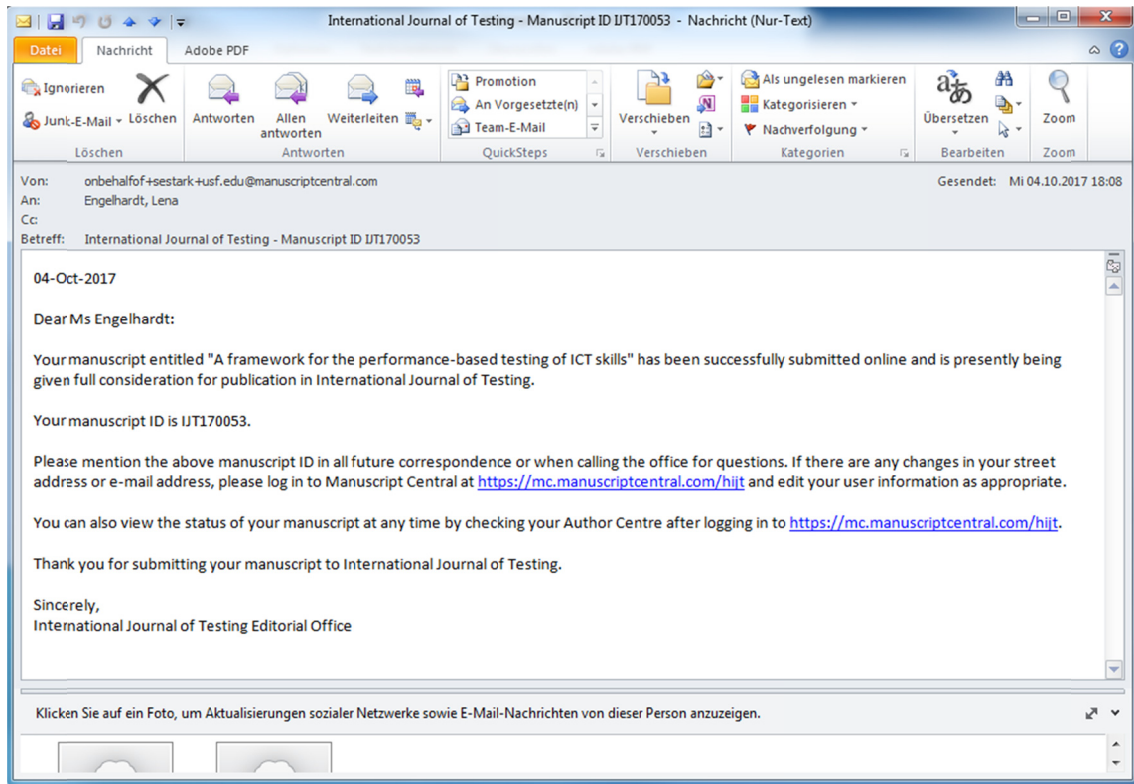 International Journal of Testing - Manuscript ID IJT170053 - Nachricht (Nur-Text)
Datei Nachricht Adobe PDF
Ignorieren
Junk-E-Mail Löschen
Antworten Allen antworten Weiterleiten
Promotion
An Vorgesetzte(n)
Team-E-Mail
Verschieben
Als ungelesen markieren
Kategorisieren
Nachverfolgung
Übersetzen
Zoom
Löschen Antworten QuickSteps Verschieben Kategorien Bearbeiten Zoom
Von: onbehalfof+sestark+usf.edu@manuscriptcentral.com Gesendet: Mi 04.10.2017 18:08
An: Engelhardt, Lena
Cc:
Betreff: International Journal of Testing - Manuscript ID IJT170053
04-Oct-2017
Dear Ms Engelhardt:
Your manuscript entitled "A framework for the performance-based testing of ICT skills" has been successfully submitted online and is presently being
given full consideration for publication in International Journal of Testing.
Your manuscript ID is IJT170053.
Please mention the above manuscript ID in all future correspondence or when calling the office for questions. If there are any changes in your street
address or e-mail address, please log in to Manuscript Central at https://mc.manuscriptcentral.com/hijt and edit your user information as appropriate.
You can also view the status of your manuscript at any time by checking your Author Centre after logging in to https://mc.manuscriptcentral.com/hijt.
Thank you for submitting your manuscript to International Journal of Testing.
Sincerely,
International Journal of Testing Editorial Office
Klicken Sie auf ein Foto, um Aktualisierungen sozialer Netzwerke sowie E-Mail-Nachrichten von dieser Person anzuzeigen.